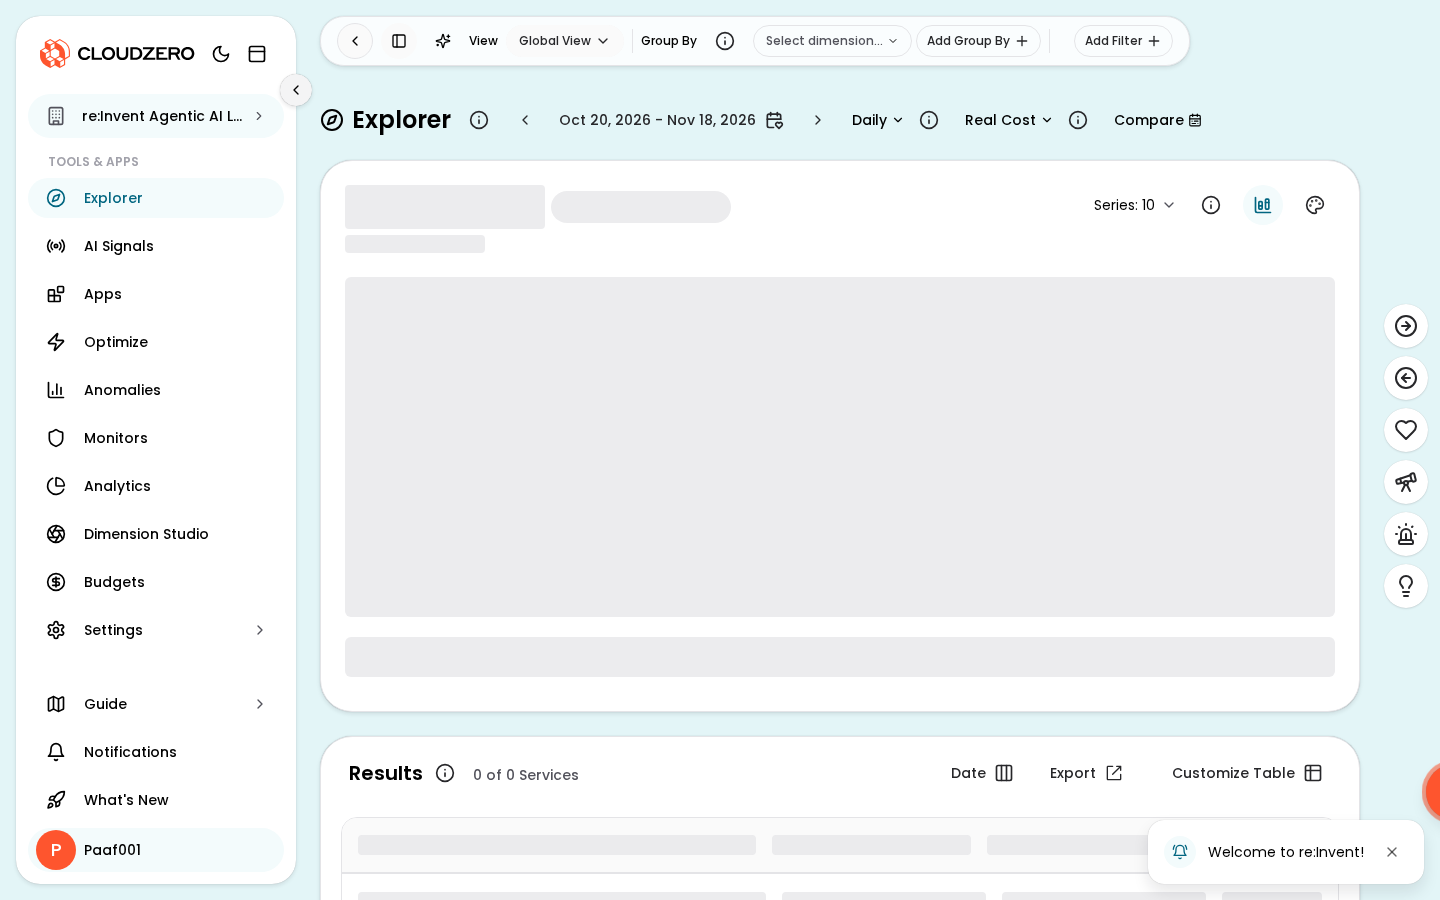 CLOUDZERO
re:Invent Agentic AI L...
TOOLS & APPS
Explorer
AI Signals
Apps
Optimize
Anomalies
Monitors
Analytics
Dimension Studio
Budgets
Settings
Guide
Notifications
What's New
P Paaf001
View Global View Group By Select dimension... Add Group By Add Filter
Explorer Oct 20, 2026 - Nov 18, 2026 Daily Real Cost Compare
Series: 10
Results 0 of 0 Services Date Export Customize Table
Welcome to re:Invent!